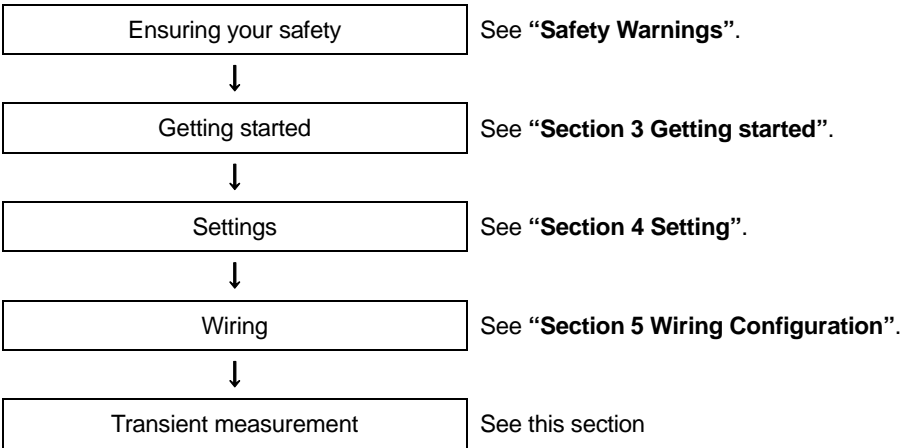 Ensuring your safety See “Safety Warnings”.
↓
Getting started See “Section 3 Getting started”.
↓
Settings See “Section 4 Setting”.
↓
Wiring See “Section 5 Wiring Configuration”.
↓
Transient measurement See this section